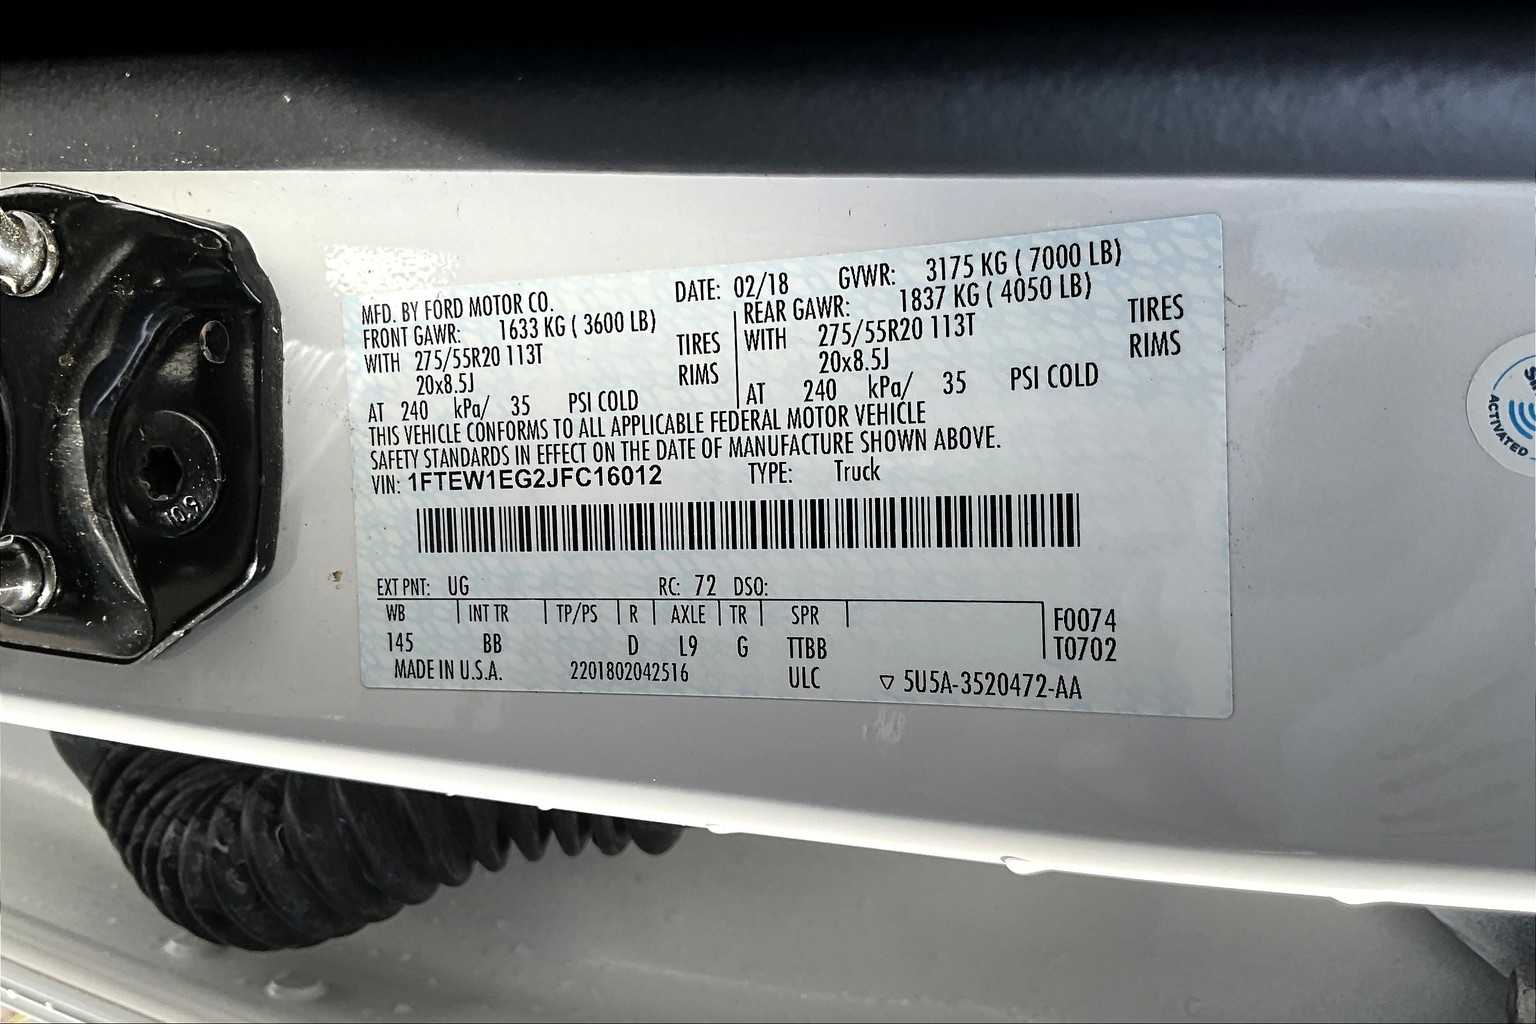 MFD. BY FORD MOTOR CO. DATE: 02/18 GVWR: 3175 KG ( 7000 LB)
FRONT GAWR: 1633 KG ( 3600 LB) REAR GAWR: 1837 KG ( 4050 LB)
WITH 275/55R20 113T TIRES WITH 275/55R20 113T TIRES
20x8.5J RIMS 20x8.5J RIMS
AT 240 kPa/ 35 PSI COLD AT 240 kPa/ 35 PSI COLD
THIS VEHICLE CONFORMS TO ALL APPLICABLE FEDERAL MOTOR VEHICLE
SAFETY STANDARDS IN EFFECT ON THE DATE OF MANUFACTURE SHOWN ABOVE.
VIN: 1FTEW1EG2JFC16012 TYPE: Truck
EXT PNT: UG RC: 72 DSO:
WB INT TR TP/PS R AXLE TR SPR F0074
145 BB D L9 G TTBB T0702
MADE IN U.S.A. 2201802042516 ULC ▽ 5U5A-3520472-AA
10.9
ACTIVATED